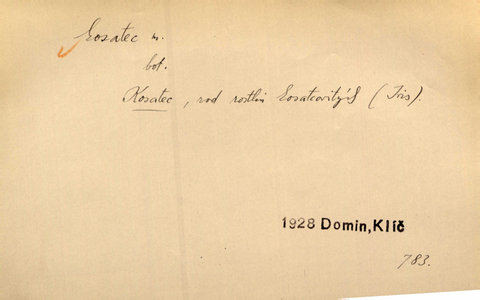 kosatec m.
bot.
Kosatec, rod rostlin kosatcovitých (Iris).
1928 Domin, Klíč
783.